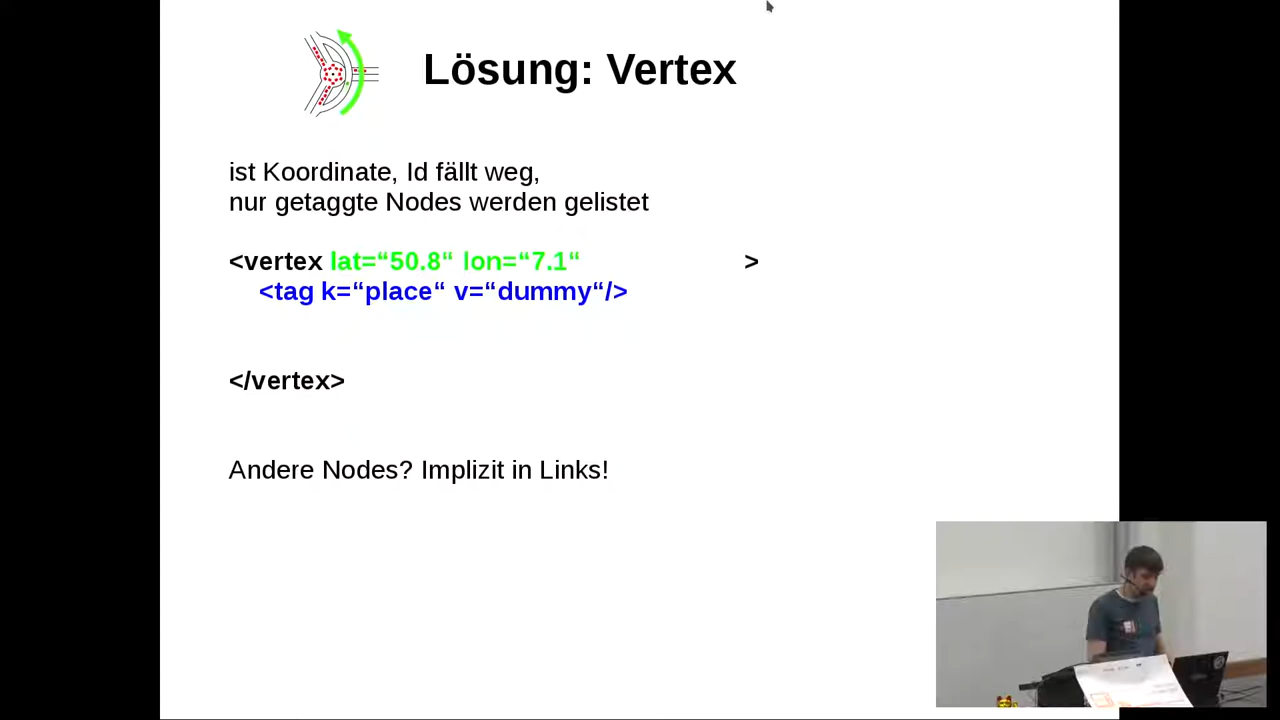 Lösung: Vertex
ist Koordinate, Id fällt weg,
nur getaggte Nodes werden gelistet
<vertex lat=“50.8“ lon=“7.1“ >
<tag k=“place“ v=“dummy“/>
</vertex>
Andere Nodes? Implizit in Links!